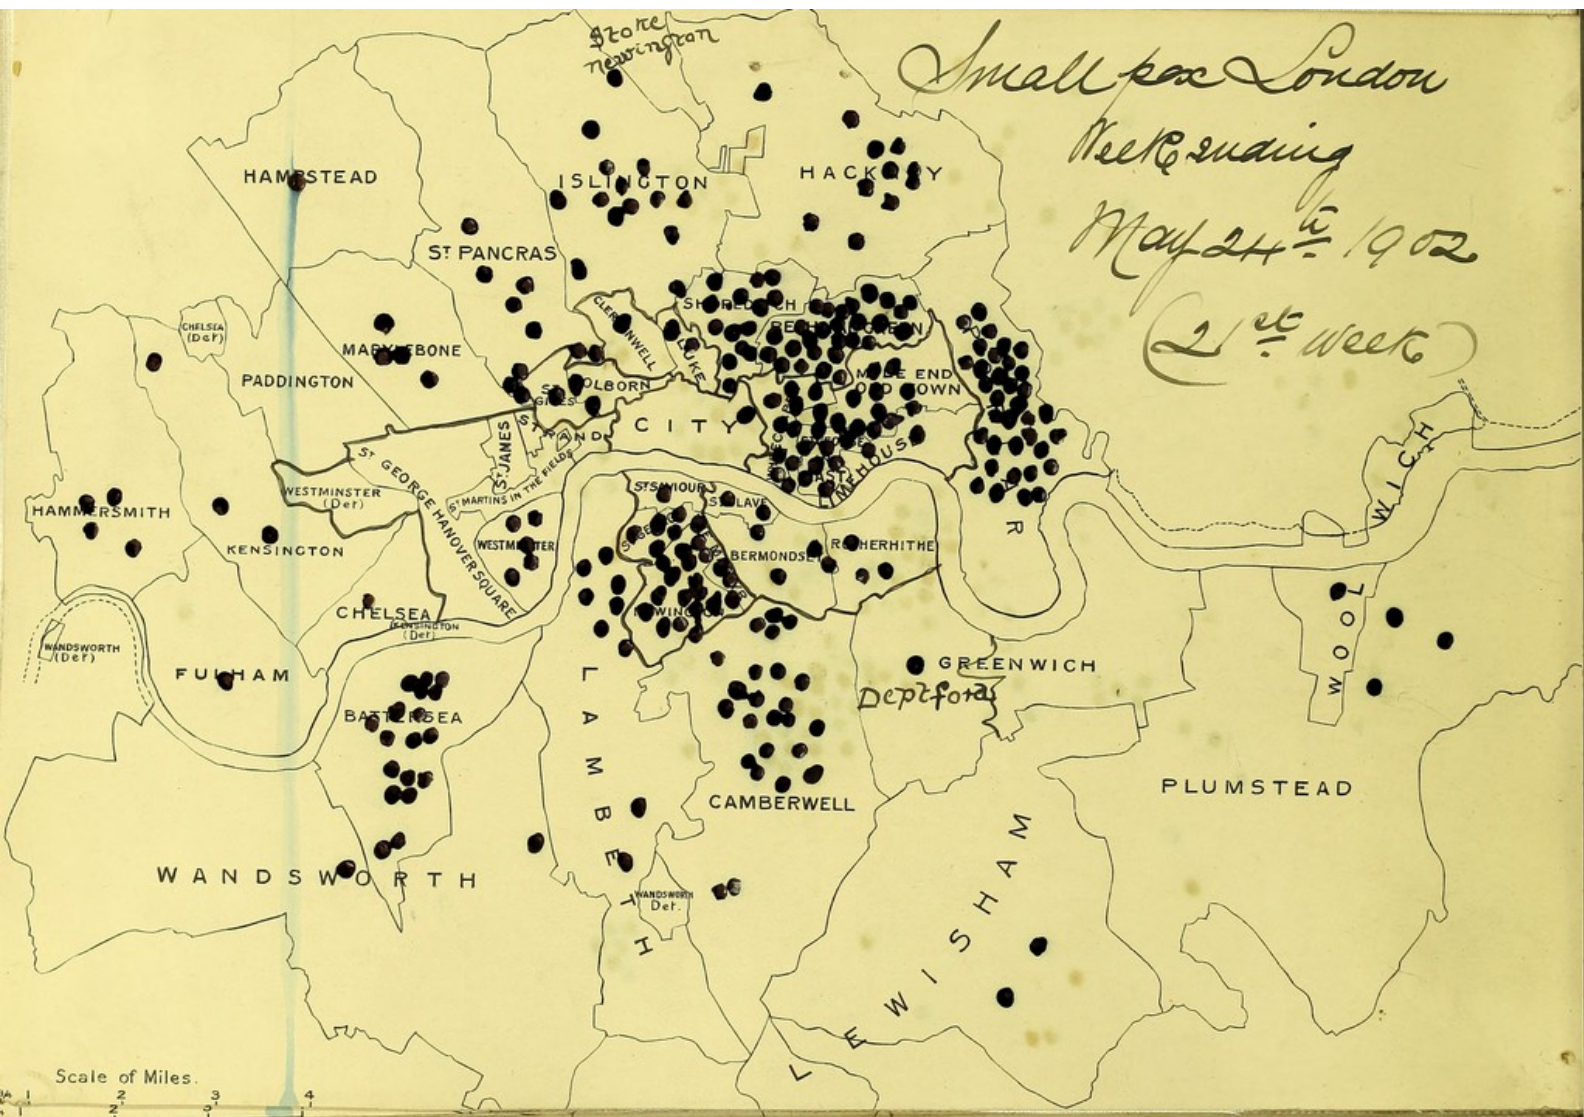 Stoke
newington
Small pox London
Week ending
May 24th 1902
(21st week)
HAMPSTEAD
ISLINGTON
HACKNEY
ST PANCRAS
SHOREDITCH
CLERKENWELL
LUKE
BETHNAL GREEN
CHELSEA
(Det)
MARYLEBONE
PADDINGTON
ST
GILES
HOLBORN
MILE END
OLD TOWN
STRAND
CITY
ST JAMES
ST MARTINS IN THE FIELDS
LIMEHOUSE
ST GEORGE HANOVER SQUARE
WESTMINSTER
(Det)
HAMMERSMITH
KENSINGTON
WESTMINSTER
ST SAVIOUR
ST OLAVE
BERMONDSEY
ROTHERHITHE
NEWINGTON
CHELSEA
KENSINGTON
(Det)
WANDSWORTH
(Det)
FULHAM
BATTERSEA
GREENWICH
Deptford
WOOLWICH
PLUMSTEAD
LAMBETH
CAMBERWELL
WANDSWORTH
WANDSWORTH
Det.
LEWISHAM
Scale of Miles.
1 2 3 4